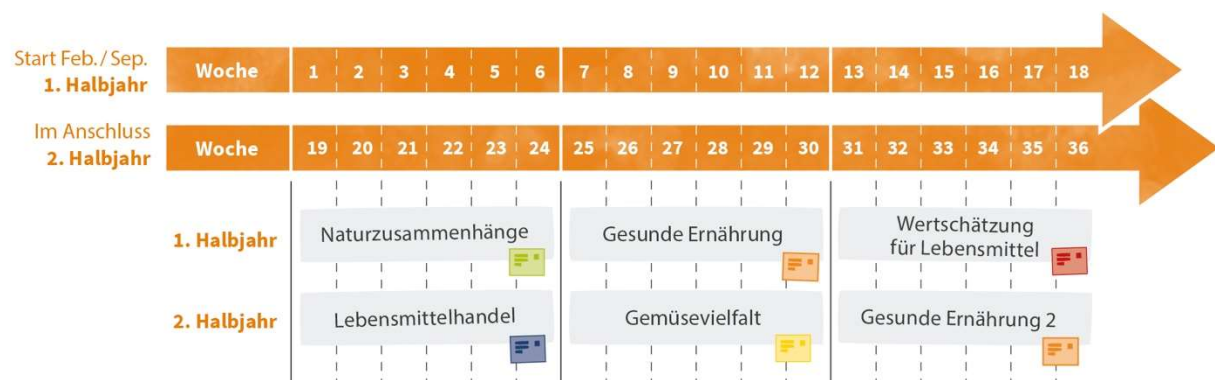 Start Feb./Sep.
1. Halbjahr
Woche 1 2 3 4 5 6 7 8 9 10 11 12 13 14 15 16 17 18
Im Anschluss
2. Halbjahr
Woche 19 20 21 22 23 24 25 26 27 28 29 30 31 32 33 34 35 36
1. Halbjahr
Naturzusammenhänge
Gesunde Ernährung
Wertschätzung
für Lebensmittel
2. Halbjahr
Lebensmittelhandel
Gemüsevielfalt
Gesunde Ernährung 2